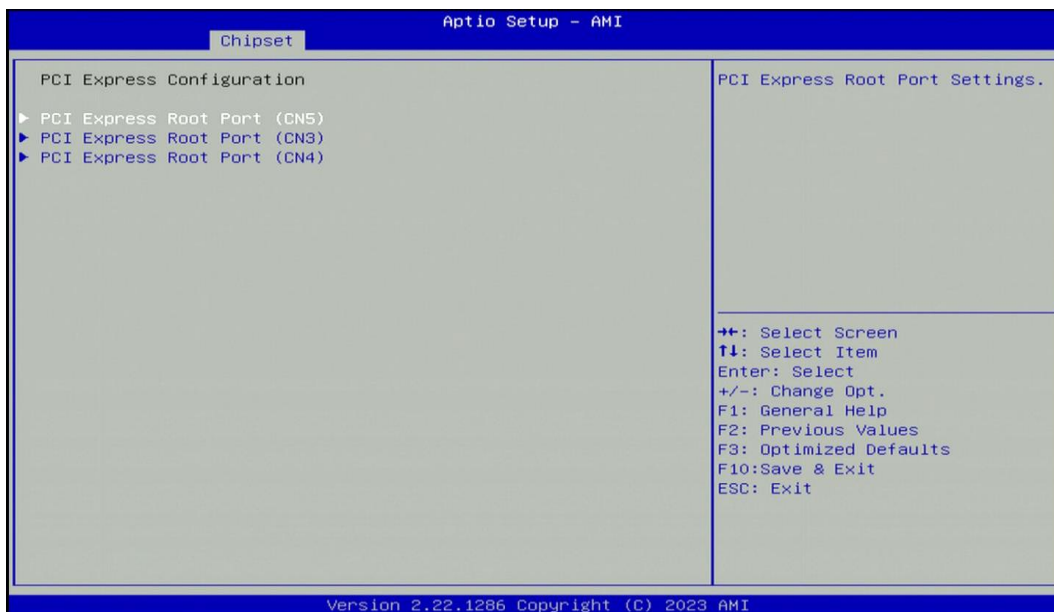 Aptio Setup – AMI
Chipset
PCI Express Configuration
▶ PCI Express Root Port (CN5)
▶ PCI Express Root Port (CN3)
▶ PCI Express Root Port (CN4)
PCI Express Root Port Settings.
→←: Select Screen
↑↓: Select Item
Enter: Select
+/-: Change Opt.
F1: General Help
F2: Previous Values
F3: Optimized Defaults
F10:Save & Exit
ESC: Exit
Version 2.22.1286 Copyright (C) 2023 AMI